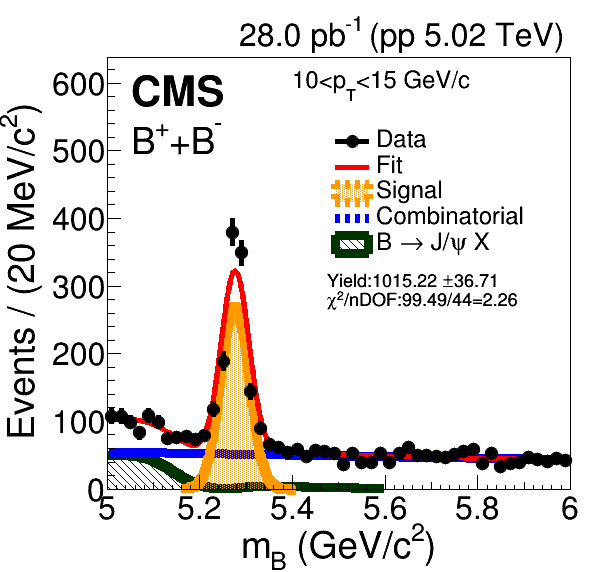 28.0 pb⁻¹ (pp 5.02 TeV)
CMS
10<p_T<15 GeV/c
B⁺+B⁻
Data
Fit
Signal
Combinatorial
B → J/ψ X
Yield:1015.22 ±36.71
χ²/nDOF:99.49/44=2.26
Events / (20 MeV/c²)
600
500
400
300
200
100
0
5 5.2 5.4 5.6 5.8 6
m_B (GeV/c²)